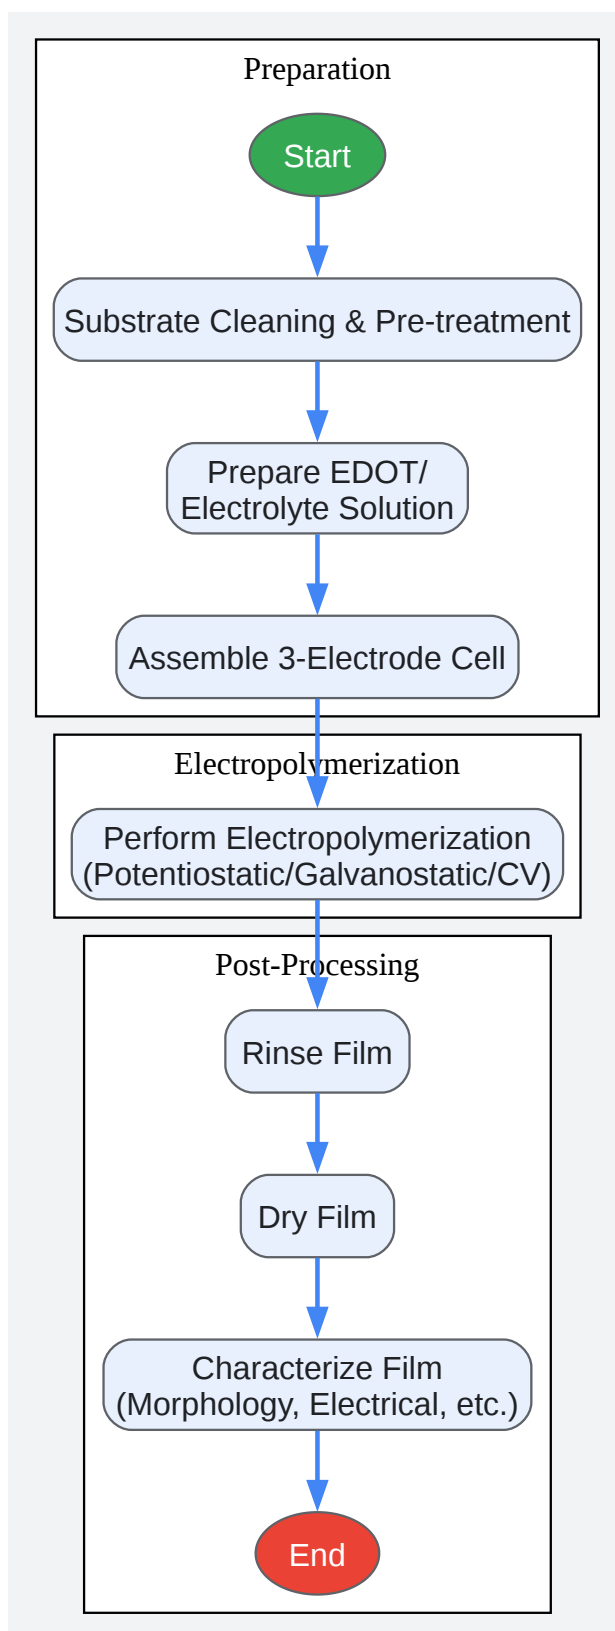 Preparation
Start
Substrate Cleaning & Pre-treatment
Prepare EDOT/
Electrolyte Solution
Assemble 3-Electrode Cell
Electropolymerization
Perform Electropolymerization
(Potentiostatic/Galvanostatic/CV)
Post-Processing
Rinse Film
Dry Film
Characterize Film
(Morphology, Electrical, etc.)
End